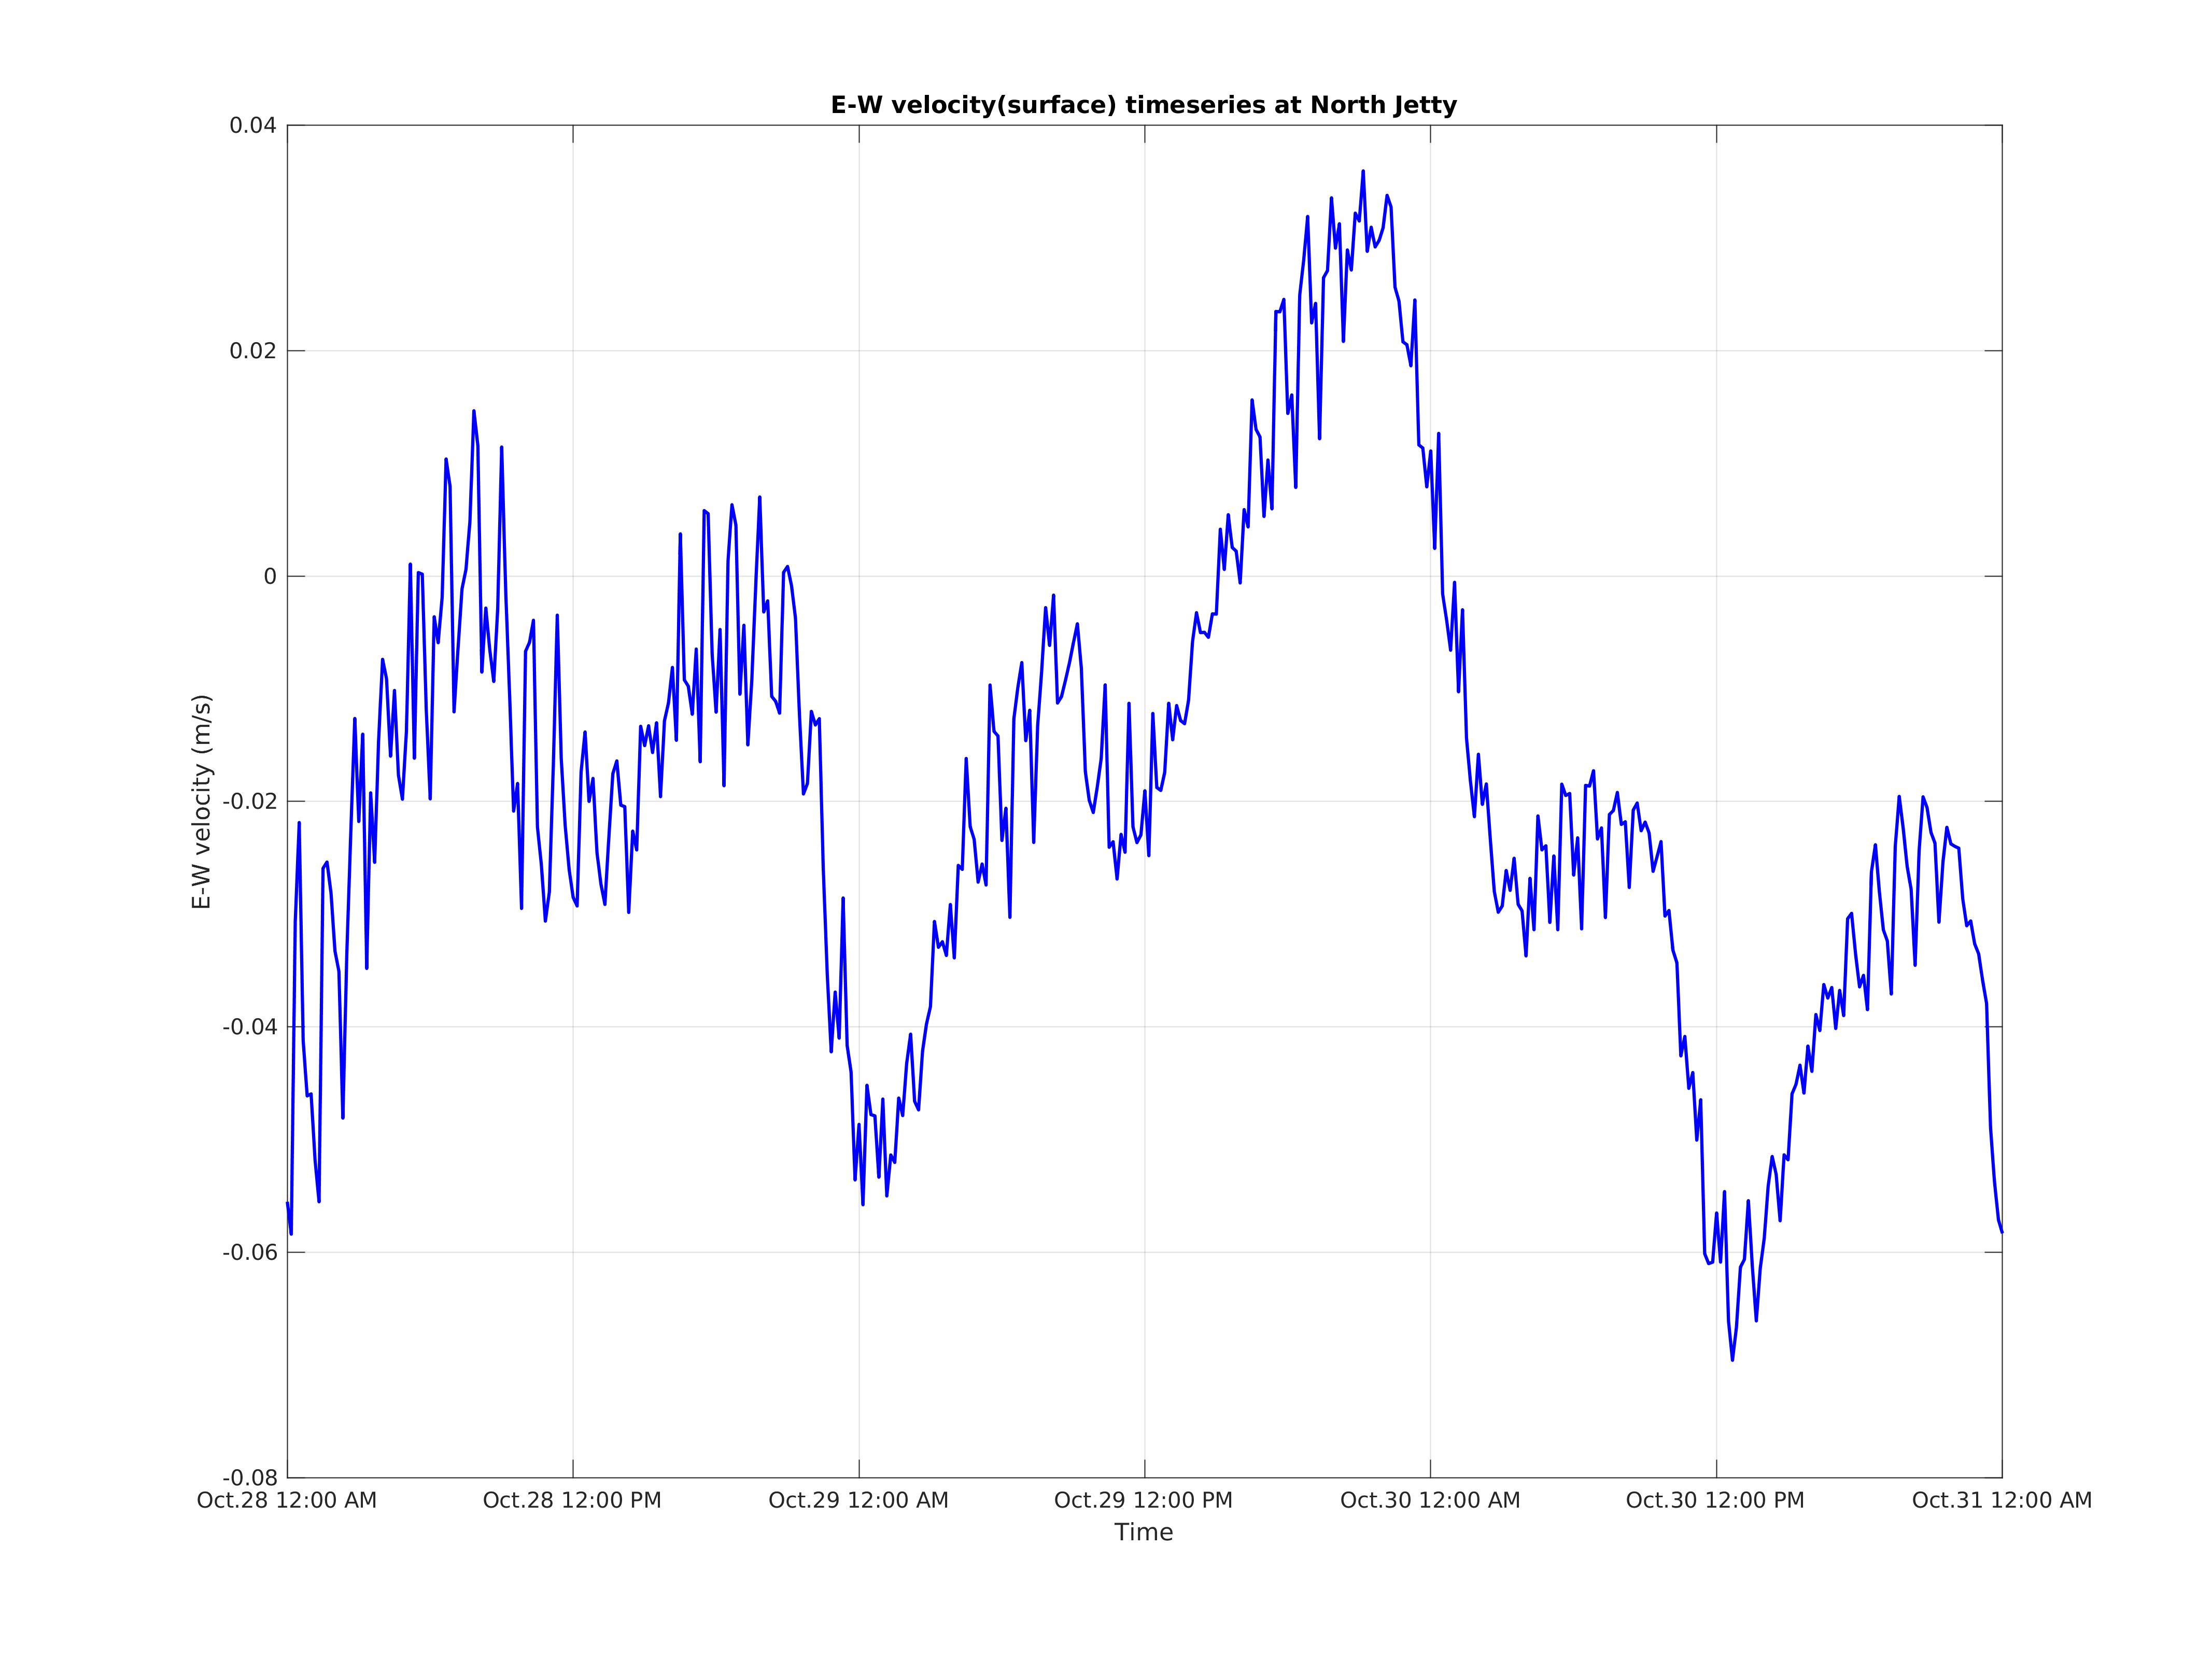 E-W velocity(surface) timeseries at North Jetty
0.04
0.02
0
-0.02
-0.04
-0.06
-0.08
E-W velocity (m/s)
Oct.28 12:00 AM Oct.28 12:00 PM Oct.29 12:00 AM Oct.29 12:00 PM Oct.30 12:00 AM Oct.30 12:00 PM Oct.31 12:00 AM
Time